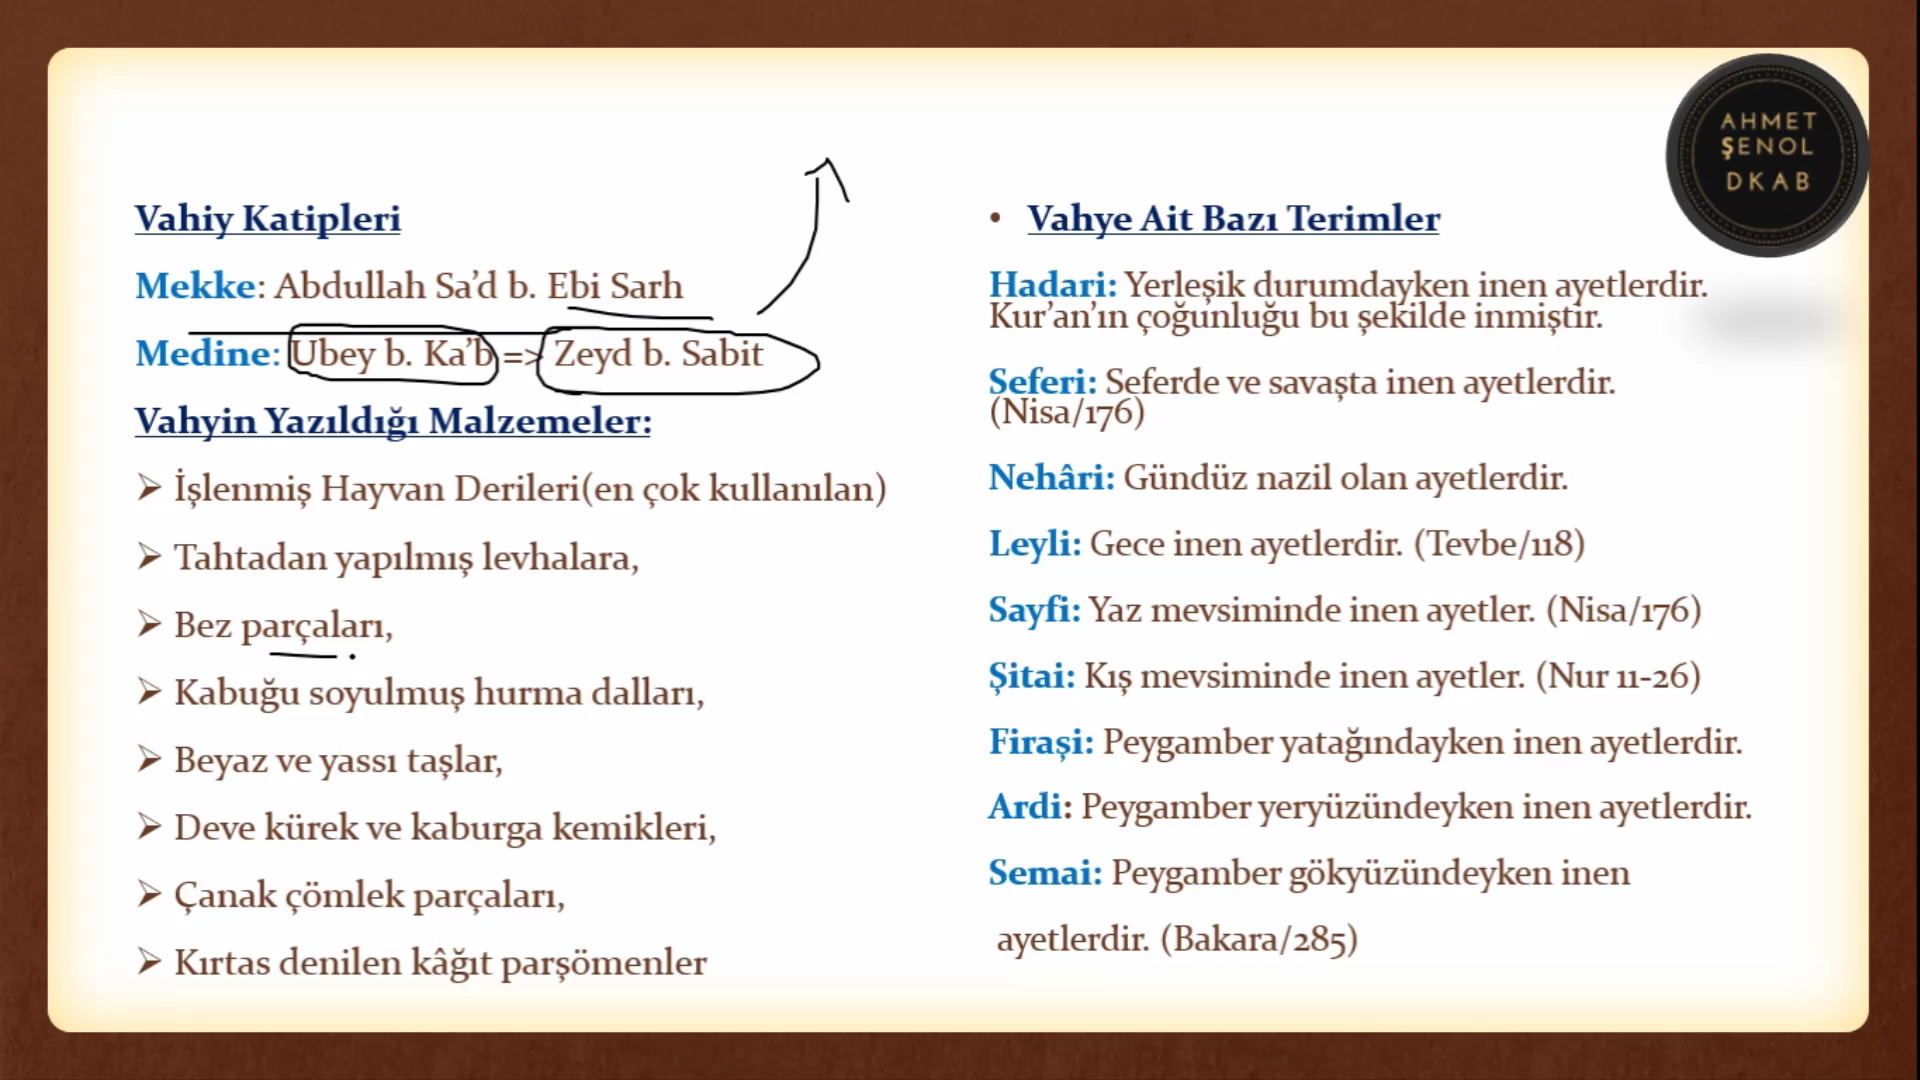 AHMET
ŞENOL
DKAB
Vahiy Katipleri
Mekke: Abdullah Sa’d b. Ebi Sarh
Medine: Ubey b. Ka’b => Zeyd b. Sabit
Vahyin Yazıldığı Malzemeler:
➢ İşlenmiş Hayvan Derileri(en çok kullanılan)
➢ Tahtadan yapılmış levhalara,
➢ Bez parçaları,
➢ Kabuğu soyulmuş hurma dalları,
➢ Beyaz ve yassı taşlar,
➢ Deve kürek ve kaburga kemikleri,
➢ Çanak çömlek parçaları,
➢ Kırtas denilen kâğıt parşömenler
• Vahye Ait Bazı Terimler
Hadari: Yerleşik durumdayken inen ayetlerdir.
Kur’an’ın çoğunluğu bu şekilde inmiştir.
Seferi: Seferde ve savaşta inen ayetlerdir.
(Nisa/176)
Nehâri: Gündüz nazil olan ayetlerdir.
Leyli: Gece inen ayetlerdir. (Tevbe/118)
Sayfi: Yaz mevsiminde inen ayetler. (Nisa/176)
Şitai: Kış mevsiminde inen ayetler. (Nur 11-26)
Firaşi: Peygamber yatağındayken inen ayetlerdir.
Ardi: Peygamber yeryüzündeyken inen ayetlerdir.
Semai: Peygamber gökyüzündeyken inen
ayetlerdir. (Bakara/285)